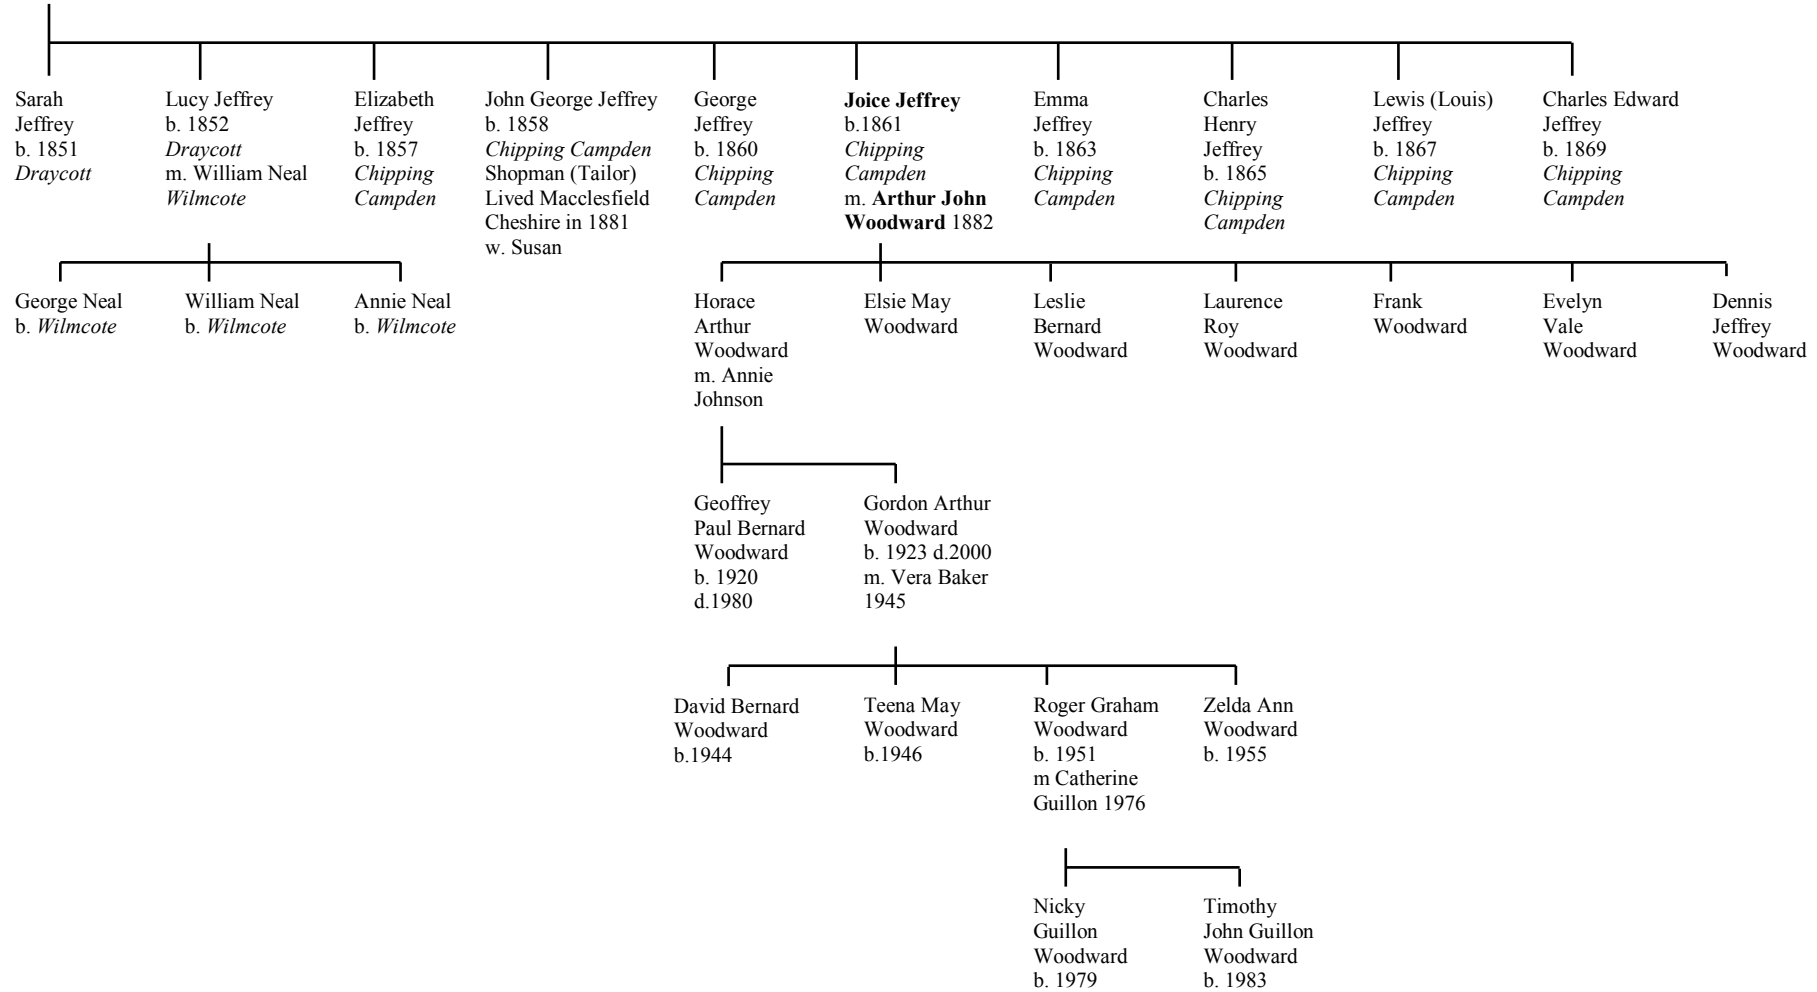 Sarah
Jeffrey
b. 1851
Draycott
Lucy Jeffrey
b. 1852
Draycott
m. William Neal
Wilmcote
Elizabeth
Jeffrey
b. 1857
Chipping
Campden
John George Jeffrey
b. 1858
Chipping Campden
Shopman (Tailor)
Lived Macclesfield
Cheshire in 1881
w. Susan
George
Jeffrey
b. 1860
Chipping
Campden
Joice Jeffrey
b.1861
Chipping
Campden
m. Arthur John
Woodward 1882
Emma
Jeffrey
b. 1863
Chipping
Campden
Charles
Henry
Jeffrey
b. 1865
Chipping
Campden
Lewis (Louis)
Jeffrey
b. 1867
Chipping
Campden
Charles Edward
Jeffrey
b. 1869
Chipping
Campden
George Neal
b. Wilmcote
William Neal
b. Wilmcote
Annie Neal
b. Wilmcote
Horace
Arthur
Woodward
m. Annie
Johnson
Elsie May
Woodward
Leslie
Bernard
Woodward
Laurence
Roy
Woodward
Frank
Woodward
Evelyn
Vale
Woodward
Dennis
Jeffrey
Woodward
Geoffrey
Paul Bernard
Woodward
b. 1920
d.1980
Gordon Arthur
Woodward
b. 1923 d.2000
m. Vera Baker
1945
David Bernard
Woodward
b.1944
Teena May
Woodward
b.1946
Roger Graham
Woodward
b. 1951
m Catherine
Guillon 1976
Zelda Ann
Woodward
b. 1955
Nicky
Guillon
Woodward
b. 1979
Timothy
John Guillon
Woodward
b. 1983